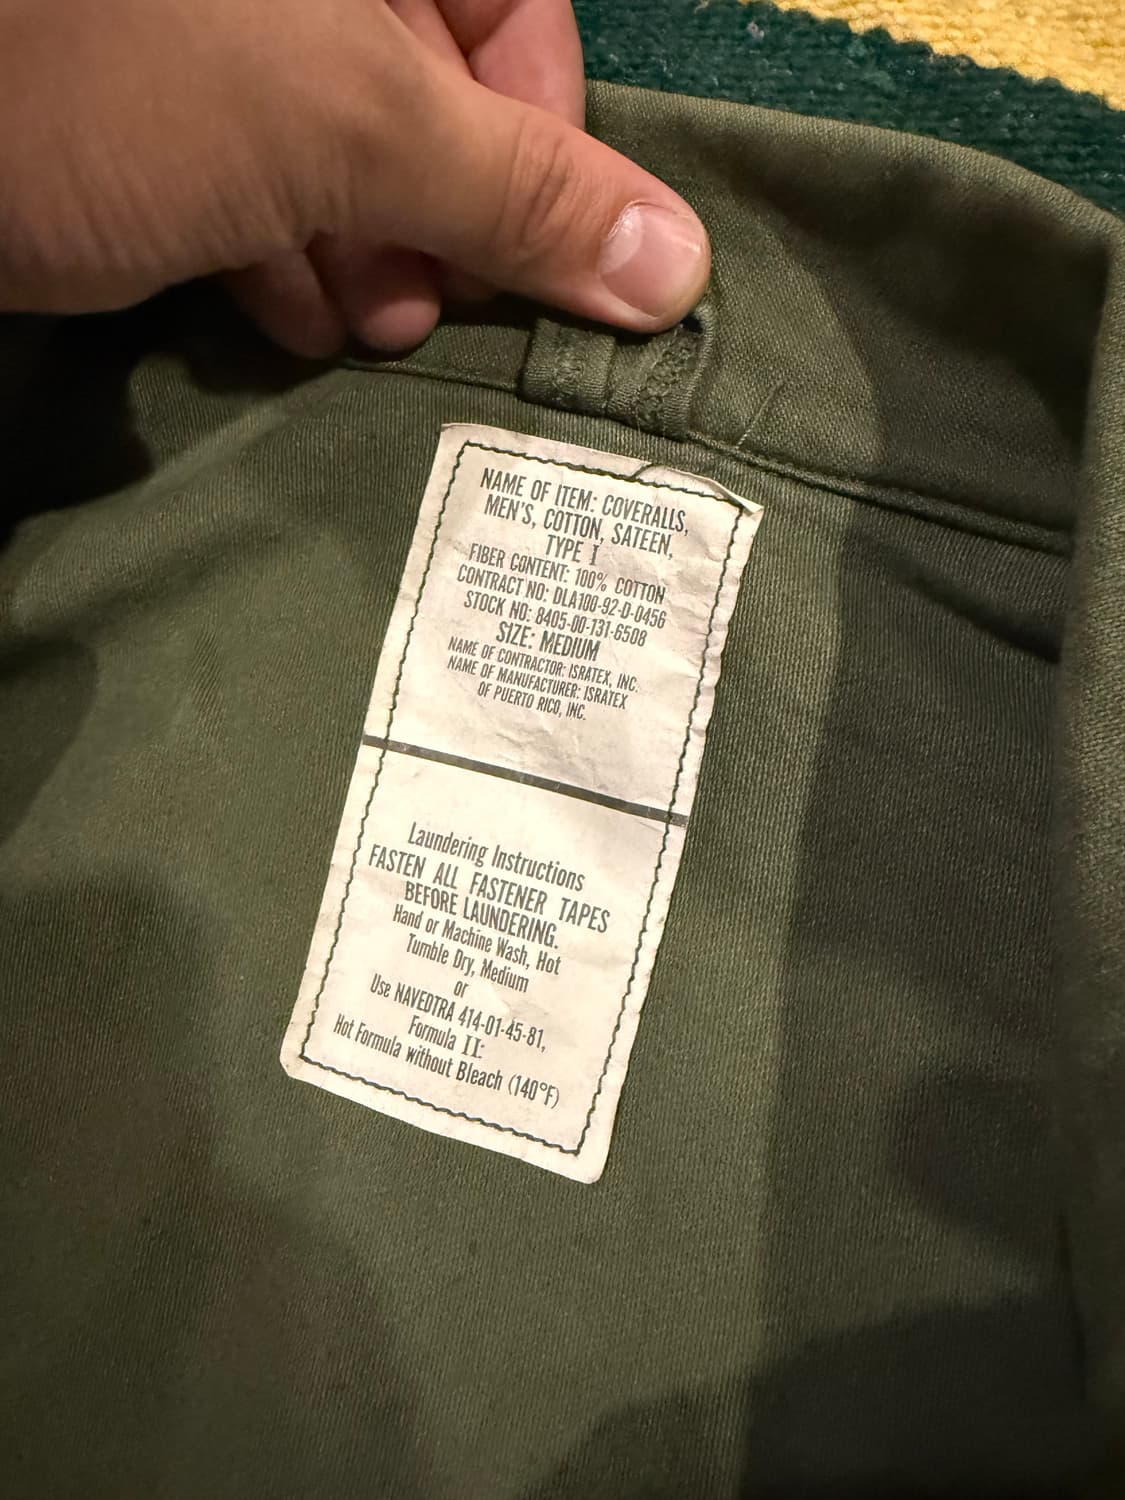 NAME OF ITEM: COVERALLS,
MEN'S, COTTON, SATEEN,
TYPE I
FIBER CONTENT: 100% COTTON
CONTRACT NO: DLA100-92-D-0456
STOCK NO: 8405-00-131-6508
SIZE: MEDIUM
NAME OF CONTRACTOR: ISRATEX, INC.
NAME OF MANUFACTURER: ISRATEX
OF PUERTO RICO, INC.
Laundering Instructions
FASTEN ALL FASTENER TAPES
BEFORE LAUNDERING.
Hand or Machine Wash, Hot
Tumble Dry, Medium
or
Use NAVEDTRA 414-01-45-81,
Formula II:
Hot Formula without Bleach (140°F)